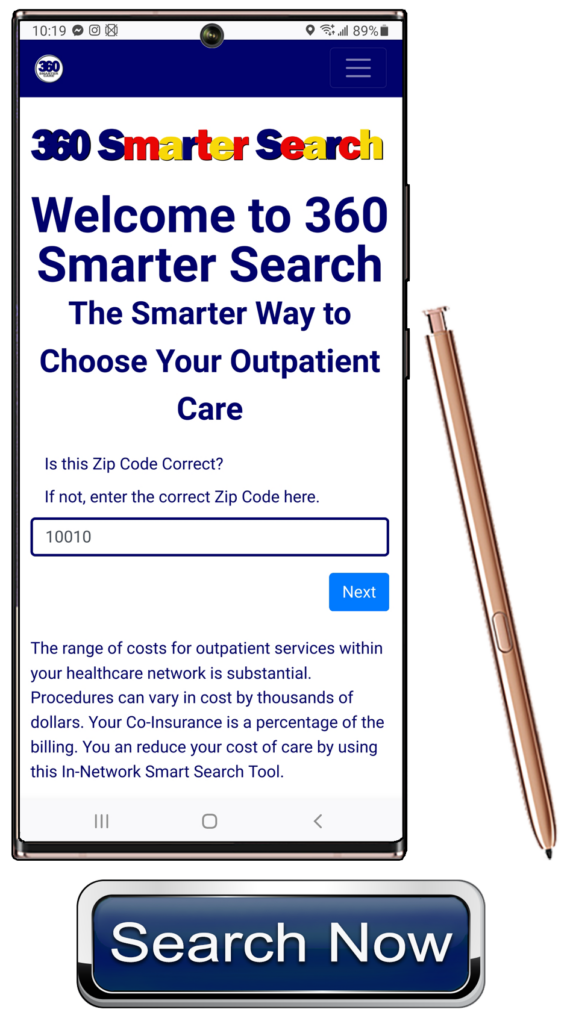 10:19 89%
360
360 Smarter Search
Welcome to 360
Smarter Search
The Smarter Way to
Choose Your Outpatient
Care
Is this Zip Code Correct?
If not, enter the correct Zip Code here.
10010
Next
The range of costs for outpatient services within
your healthcare network is substantial.
Procedures can vary in cost by thousands of
dollars. Your Co-Insurance is a percentage of the
billing. You an reduce your cost of care by using
this In-Network Smart Search Tool.
Search Now